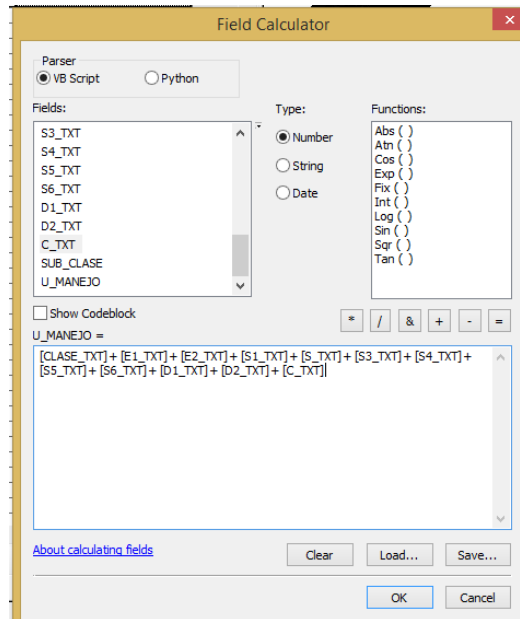 Field Calculator
Parser
VB Script Python
Fields: Type: Functions:
S3_TXT
S4_TXT
S5_TXT
S6_TXT
D1_TXT
D2_TXT
C_TXT
SUB_CLASE
U_MANEJO
Number
String
Date
Abs ( )
Atn ( )
Cos ( )
Exp ( )
Fix ( )
Int ( )
Log ( )
Sin ( )
Sqr ( )
Tan ( )
Show Codeblock
* / & + - =
U_MANEJO =
[CLASE_TXT] + [E1_TXT] + [E2_TXT] + [S1_TXT] + [S_TXT] + [S3_TXT] + [S4_TXT] +
[S5_TXT] + [S6_TXT] + [D1_TXT] + [D2_TXT] + [C_TXT]
About calculating fields Clear Load... Save...
OK Cancel